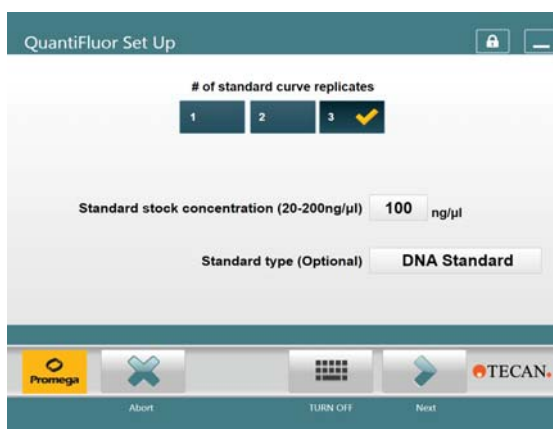 QuantiFluor Set Up
# of standard curve replicates
1 2 3
Standard stock concentration (20-200ng/µl) 100 ng/µl
Standard type (Optional) DNA Standard
Promega TECAN.
Abort TURN OFF Next